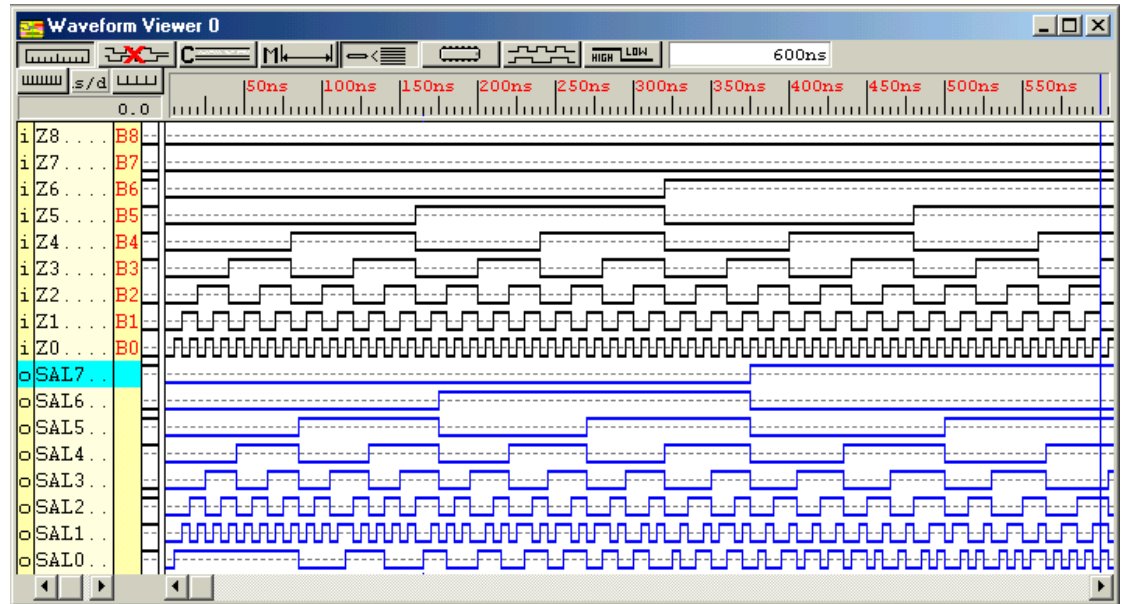 Waveform Viewer 0
C M HIGH LOW 600ns
.s/d 50ns 100ns 150ns 200ns 250ns 300ns 350ns 400ns 450ns 500ns 550ns
0.0
i Z8.... B8
i Z7.... B7
i Z6.... B6
i Z5.... B5
i Z4.... B4
i Z3.... B3
i Z2.... B2
i Z1.... B1
i Z0.... B0
o SAL7..
o SAL6..
o SAL5..
o SAL4..
o SAL3..
o SAL2..
o SAL1..
o SAL0..